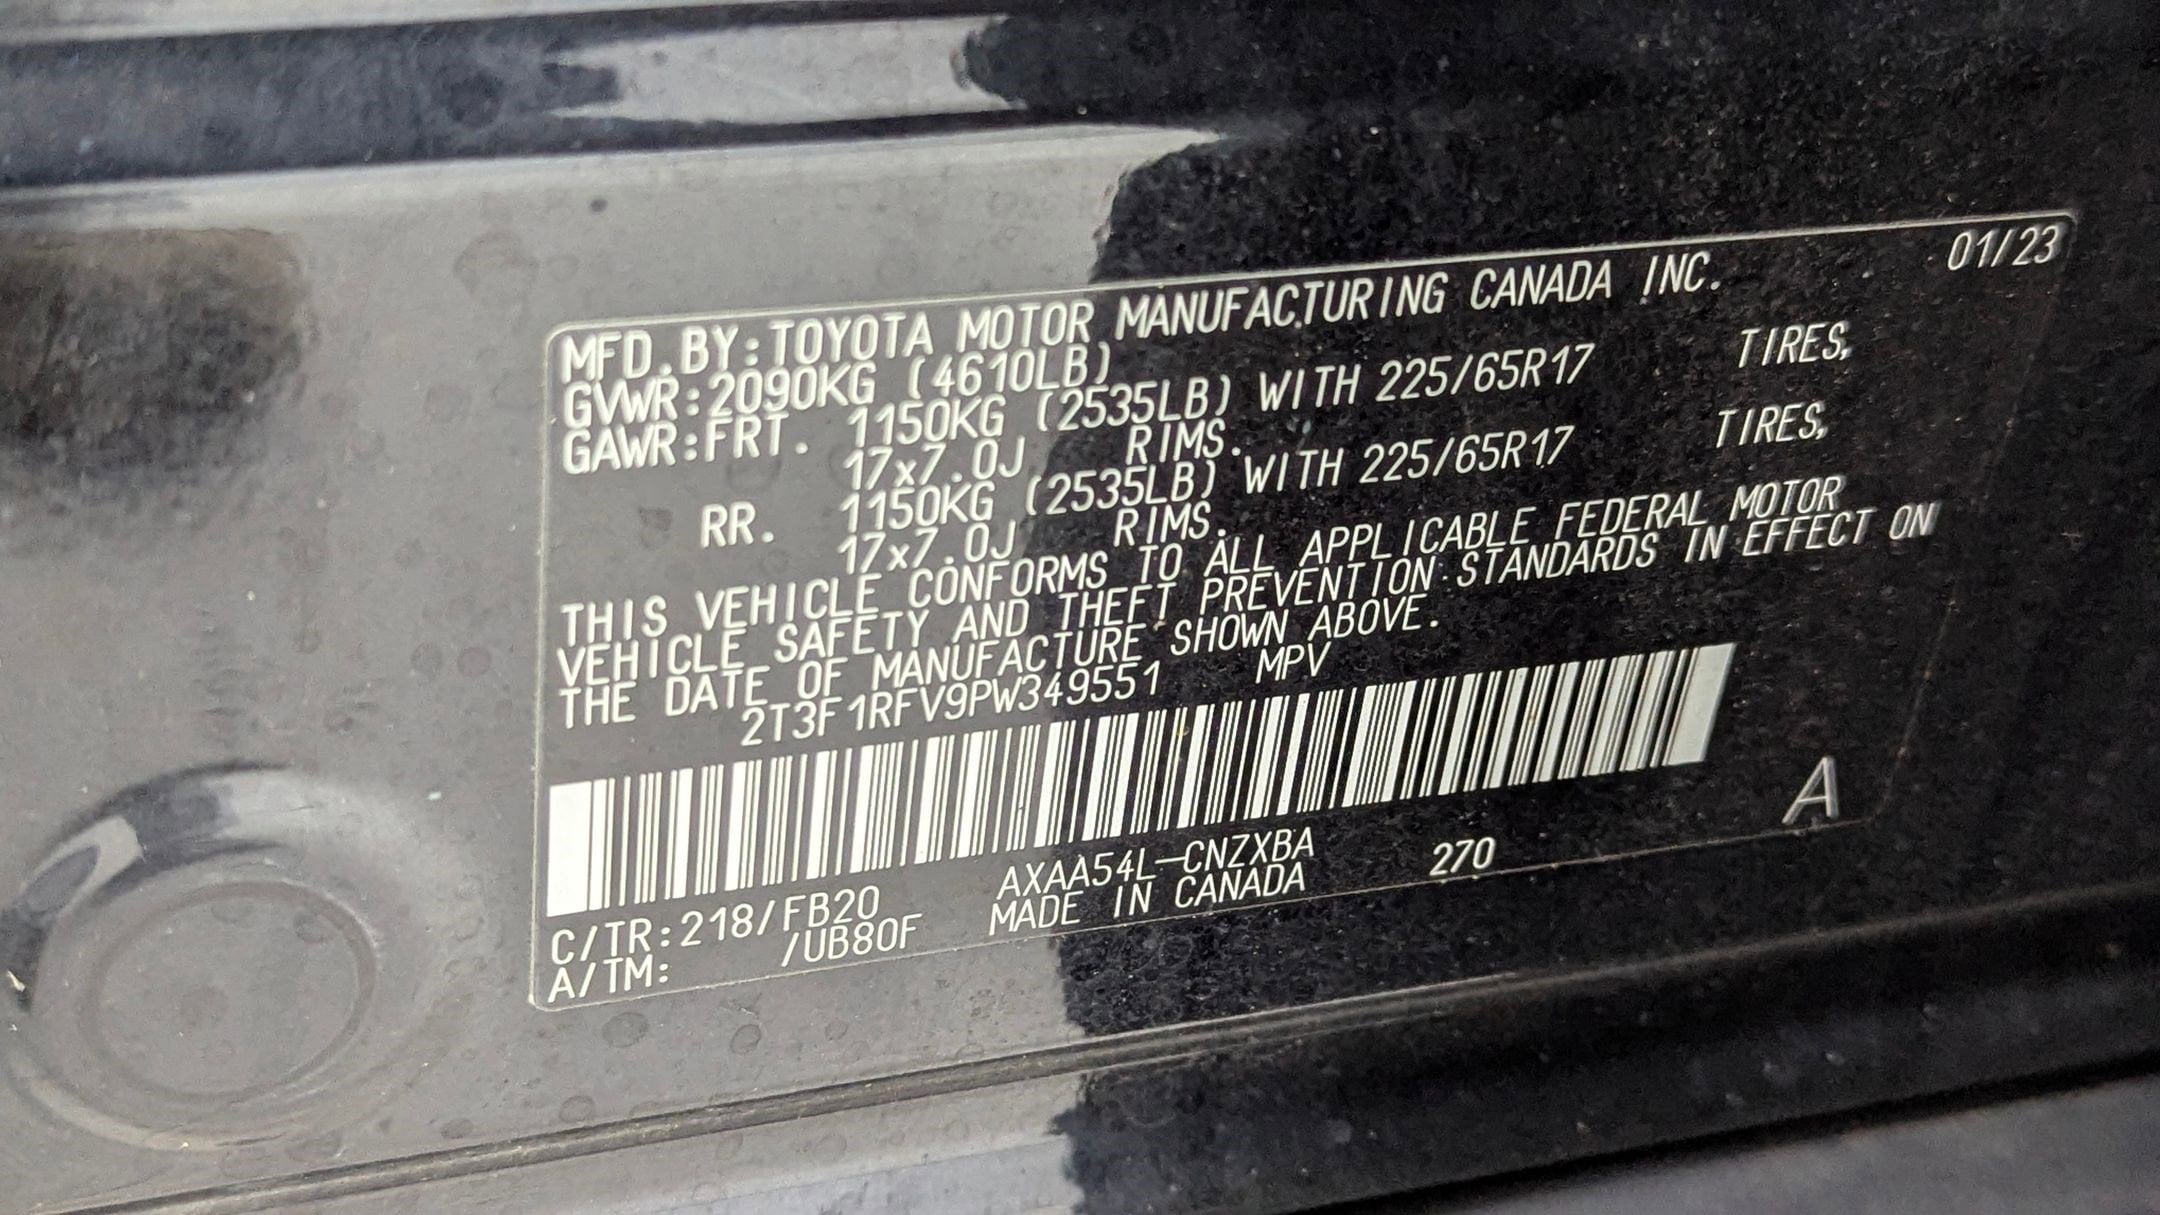 01/23
MFD.BY:TOYOTA MOTOR MANUFACTURING CANADA INC.
GVWR:2090KG (4610LB)
GAWR:FRT. 1150KG (2535LB) WITH 225/65R17 TIRES,
17x7.0J RIMS.
RR. 1150KG (2535LB) WITH 225/65R17 TIRES,
17x7.0J RIMS.
THIS VEHICLE CONFORMS TO ALL APPLICABLE FEDERAL MOTOR
VEHICLE SAFETY AND THEFT PREVENTION STANDARDS IN EFFECT ON
THE DATE OF MANUFACTURE SHOWN ABOVE.
2T3F1RFV9PW349551 MPV
A
C/TR:218/FB20 AXAA54L-CNZXBA 270
A/TM: /UB80F MADE IN CANADA